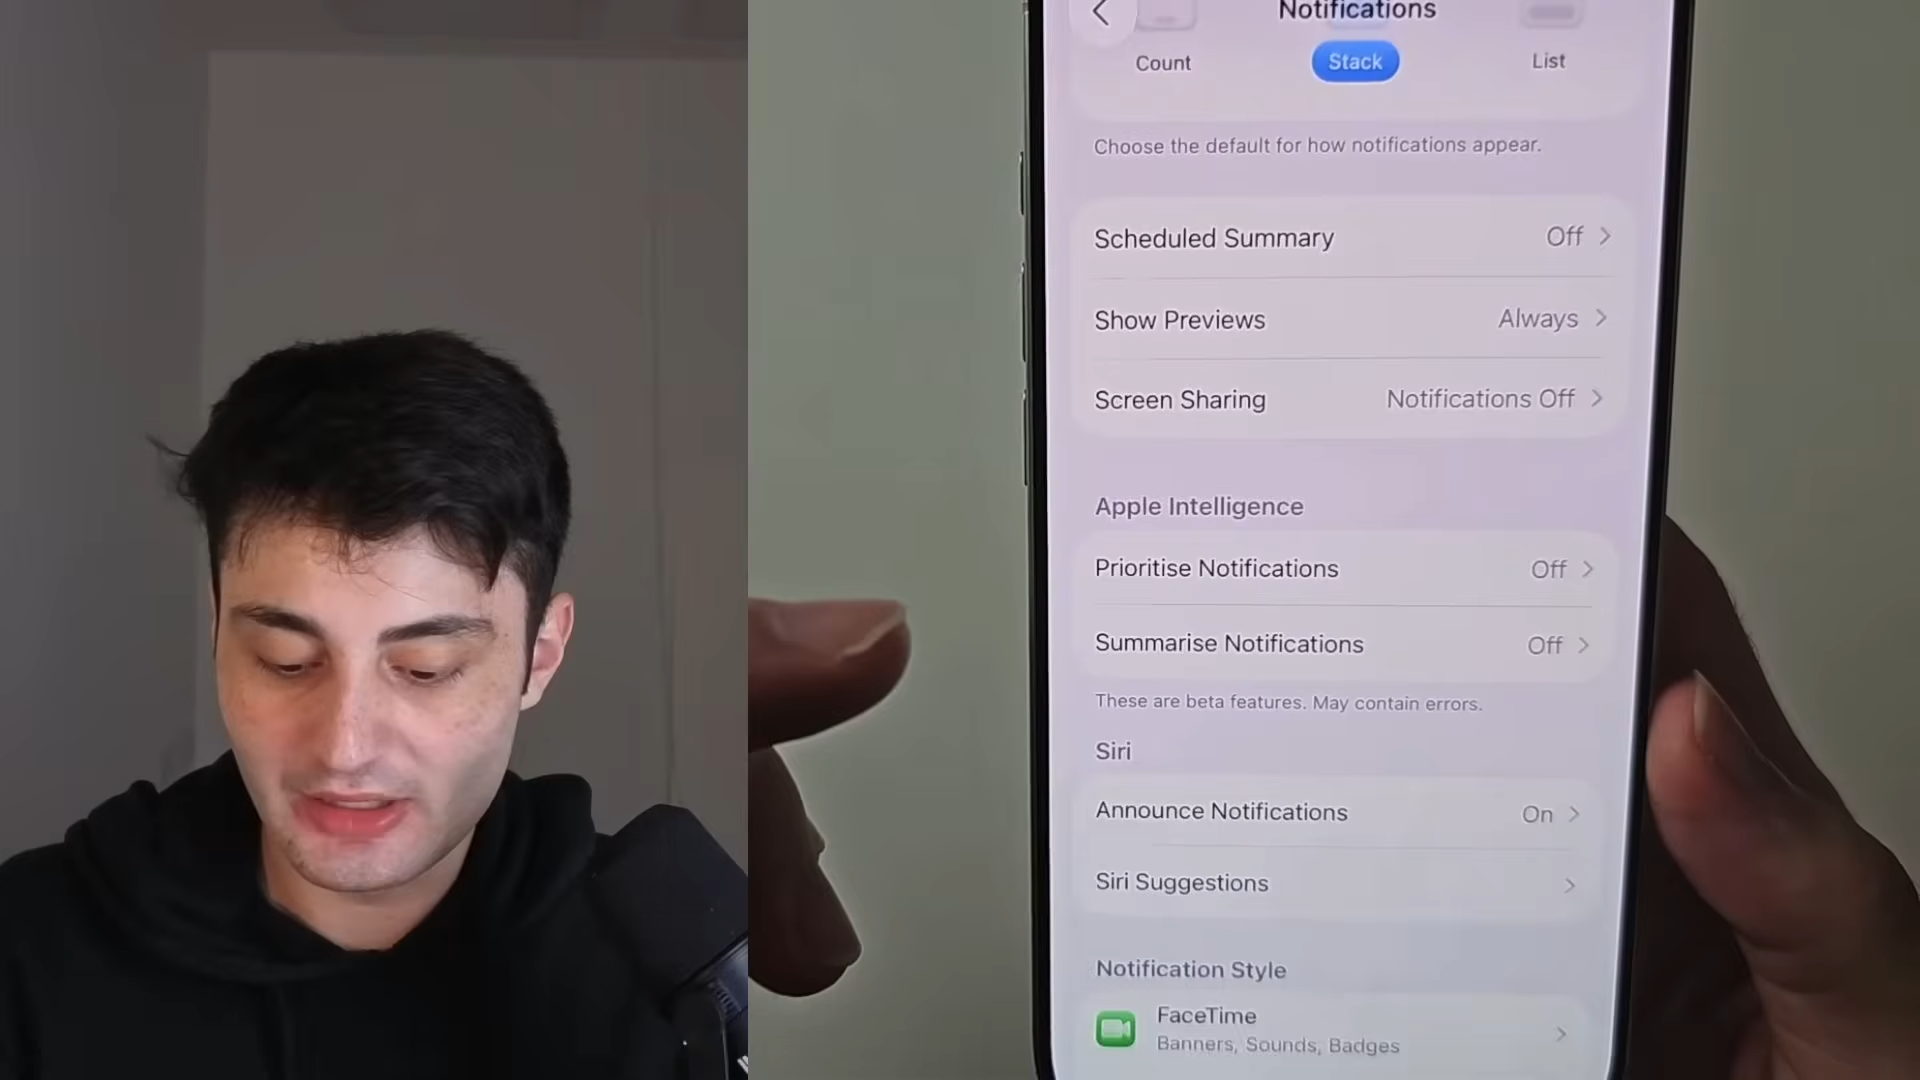 Notifications
Count
Stack
List
Choose the default for how notifications appear.
Scheduled Summary Off
Show Previews Always
Screen Sharing Notifications Off
Apple Intelligence
Prioritise Notifications Off
Summarise Notifications Off
These are beta features. May contain errors.
Siri
Announce Notifications On
Siri Suggestions
Notification Style
FaceTime
Banners, Sounds, Badges